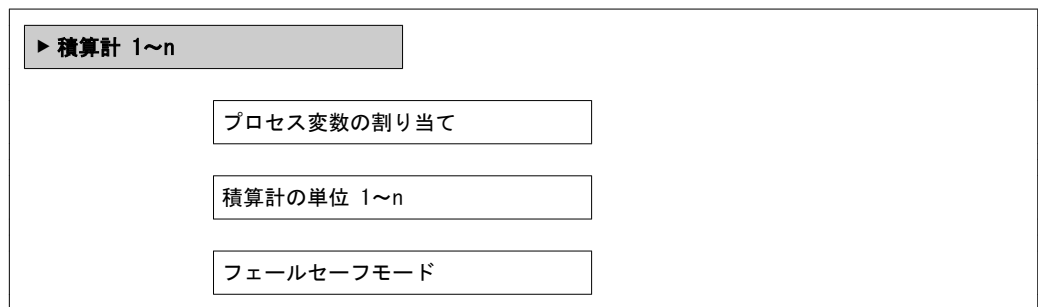 ▶ 積算計 1～n
プロセス変数の割り当て
積算計の単位 1～n
フェールセーフモード